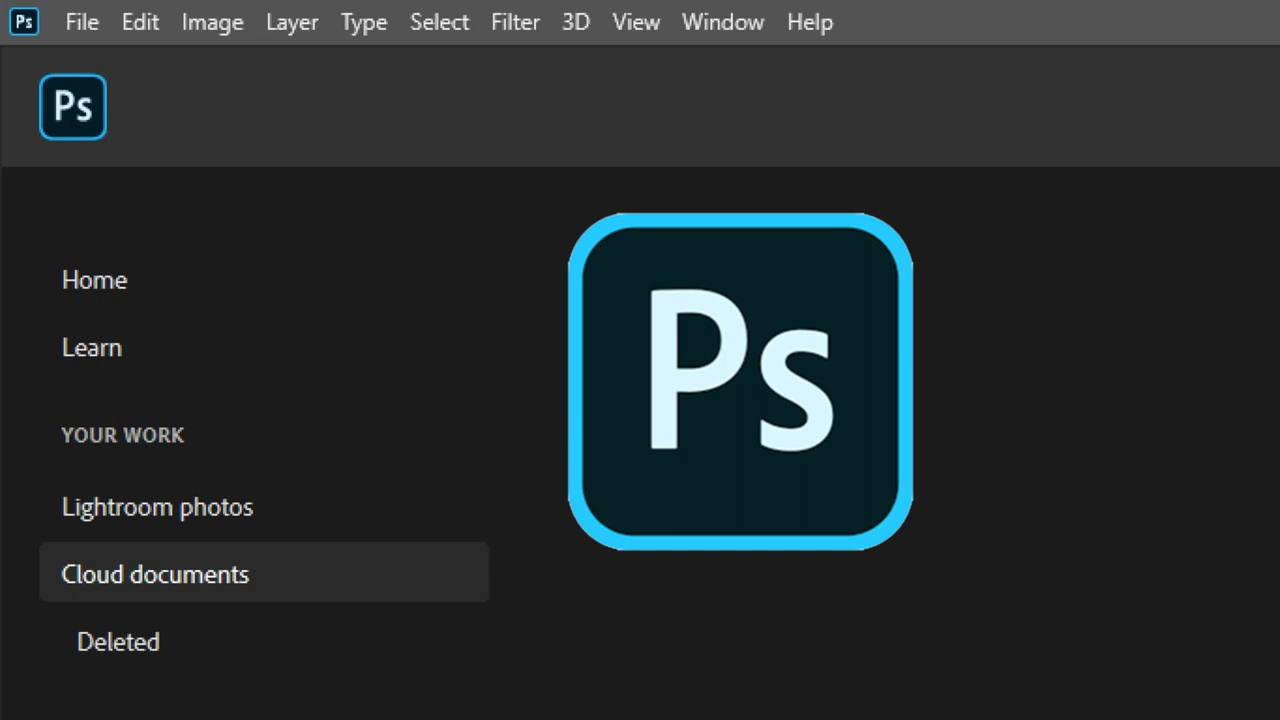 Ps File Edit Image Layer Type Select Filter 3D View Window Help
Ps
Ps
Home
Learn
YOUR WORK
Lightroom photos
Cloud documents
Deleted